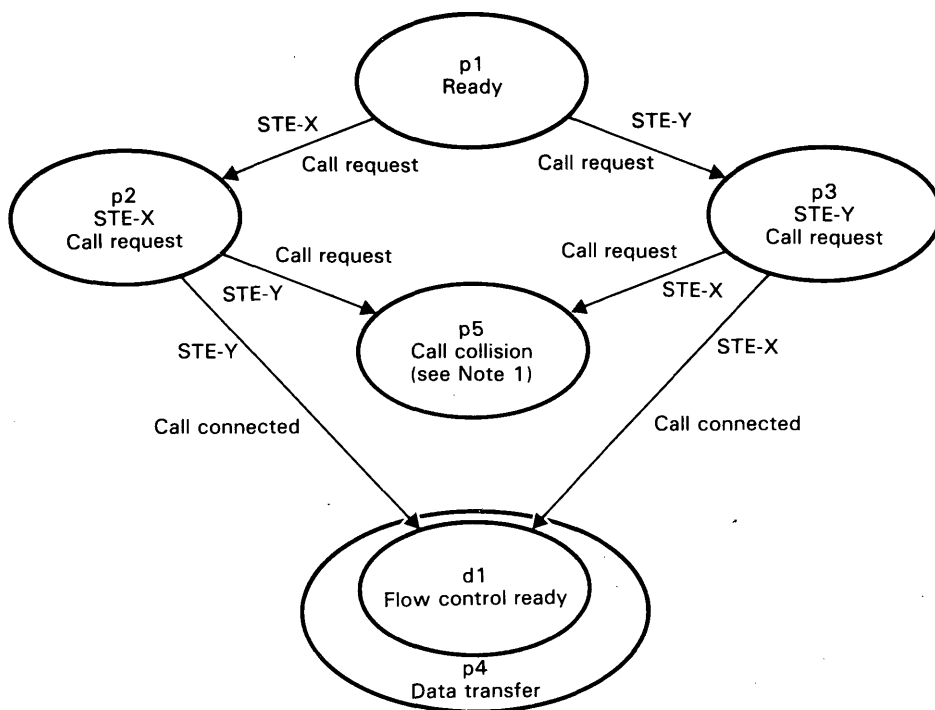 p1
Ready
STE-X
STE-Y
Call request
Call request
p2
STE-X
Call request
p3
STE-Y
Call request
Call request
STE-Y
Call request
STE-X
p5
Call collision
(see Note 1)
STE-Y
STE-X
Call connected
Call connected
d1
Flow control ready
p4
Data transfer